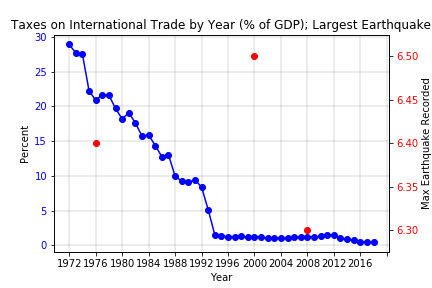 Taxes on International Trade by Year (% of GDP); Largest Earthquake
30
25
20
15
10
5
0
Percent
6.50
6.45
6.40
6.35
6.30
Max Earthquake Recorded
1972 1976 1980 1984 1988 1992 1996 2000 2004 2008 2012 2016
Year